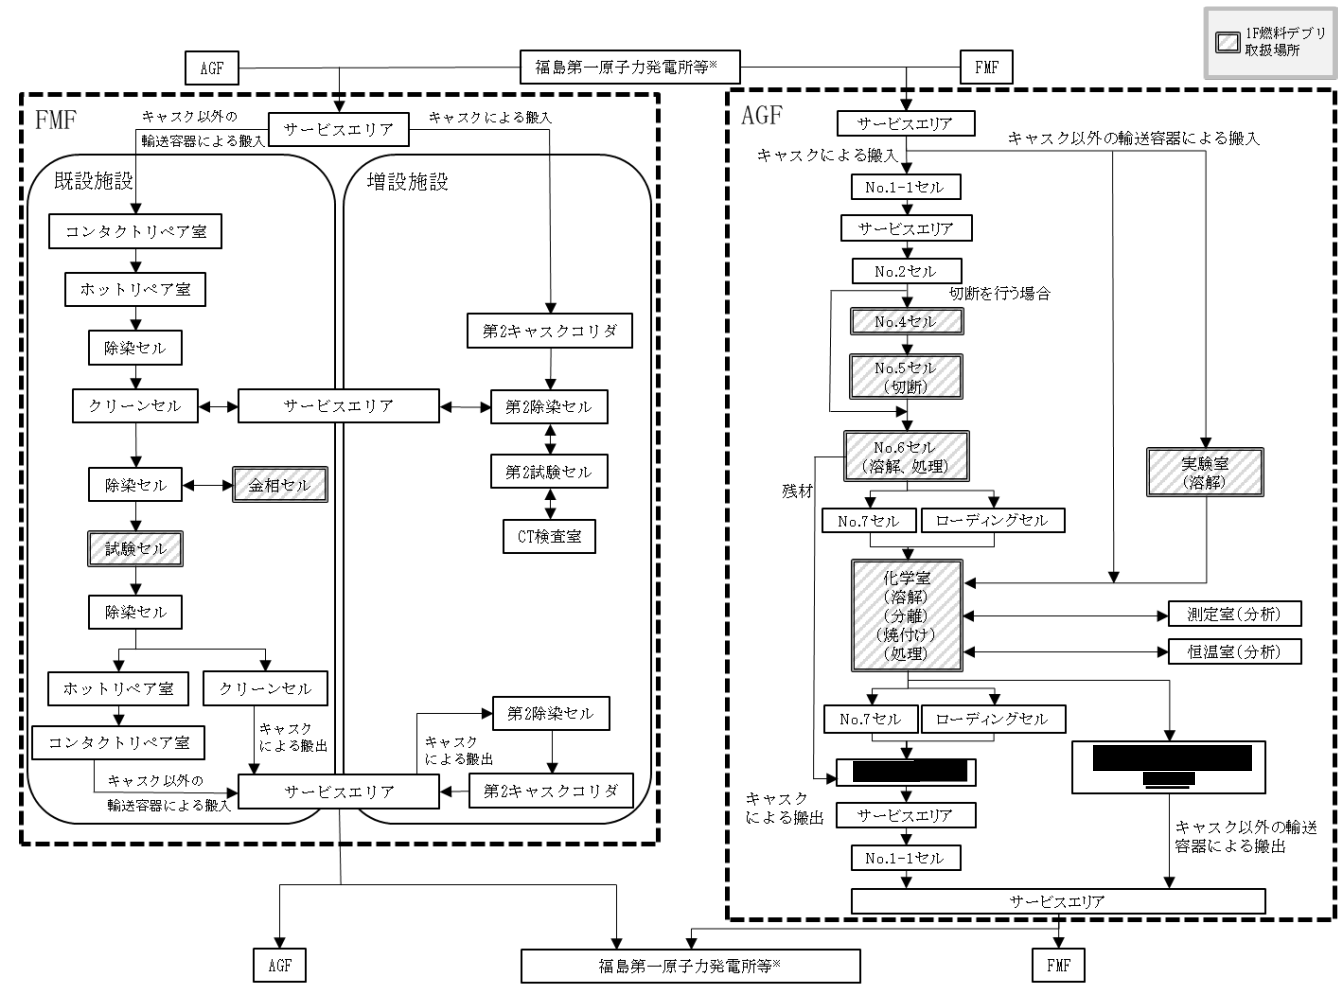 1F燃料デブリ
取扱場所
AGF
福島第一原子力発電所等※
FMF
FMF
キャスク以外の
輸送容器による搬入
サービスエリア
キャスクによる搬入
既設施設
増設施設
コンタクトリペア室
ホットリペア室
除染セル
クリーンセル
サービスエリア
第2キャスクコリダ
第2除染セル
除染セル
金相セル
第2試験セル
試験セル
CT検査室
除染セル
ホットリペア室
クリーンセル
コンタクトリペア室
キャスク
による搬出
キャスク以外の
輸送容器による搬入
サービスエリア
第2除染セル
キャスク
による搬出
第2キャスクコリダ
AGF
福島第一原子力発電所等※
AGF
サービスエリア
キャスクによる搬入
キャスク以外の輸送容器による搬入
No.1-1セル
サービスエリア
No.2セル
切断を行う場合
No.4セル
No.5セル
(切断)
No.6セル
(溶解、処理)
実験室
(溶解)
残材
No.7セル
ローディングセル
化学室
(溶解)
(分離)
(焼付け)
(処理)
測定室(分析)
恒温室(分析)
No.7セル
ローディングセル
キャスク
による搬出
サービスエリア
No.1-1セル
キャスク以外の輸送
容器による搬出
サービスエリア
FMF